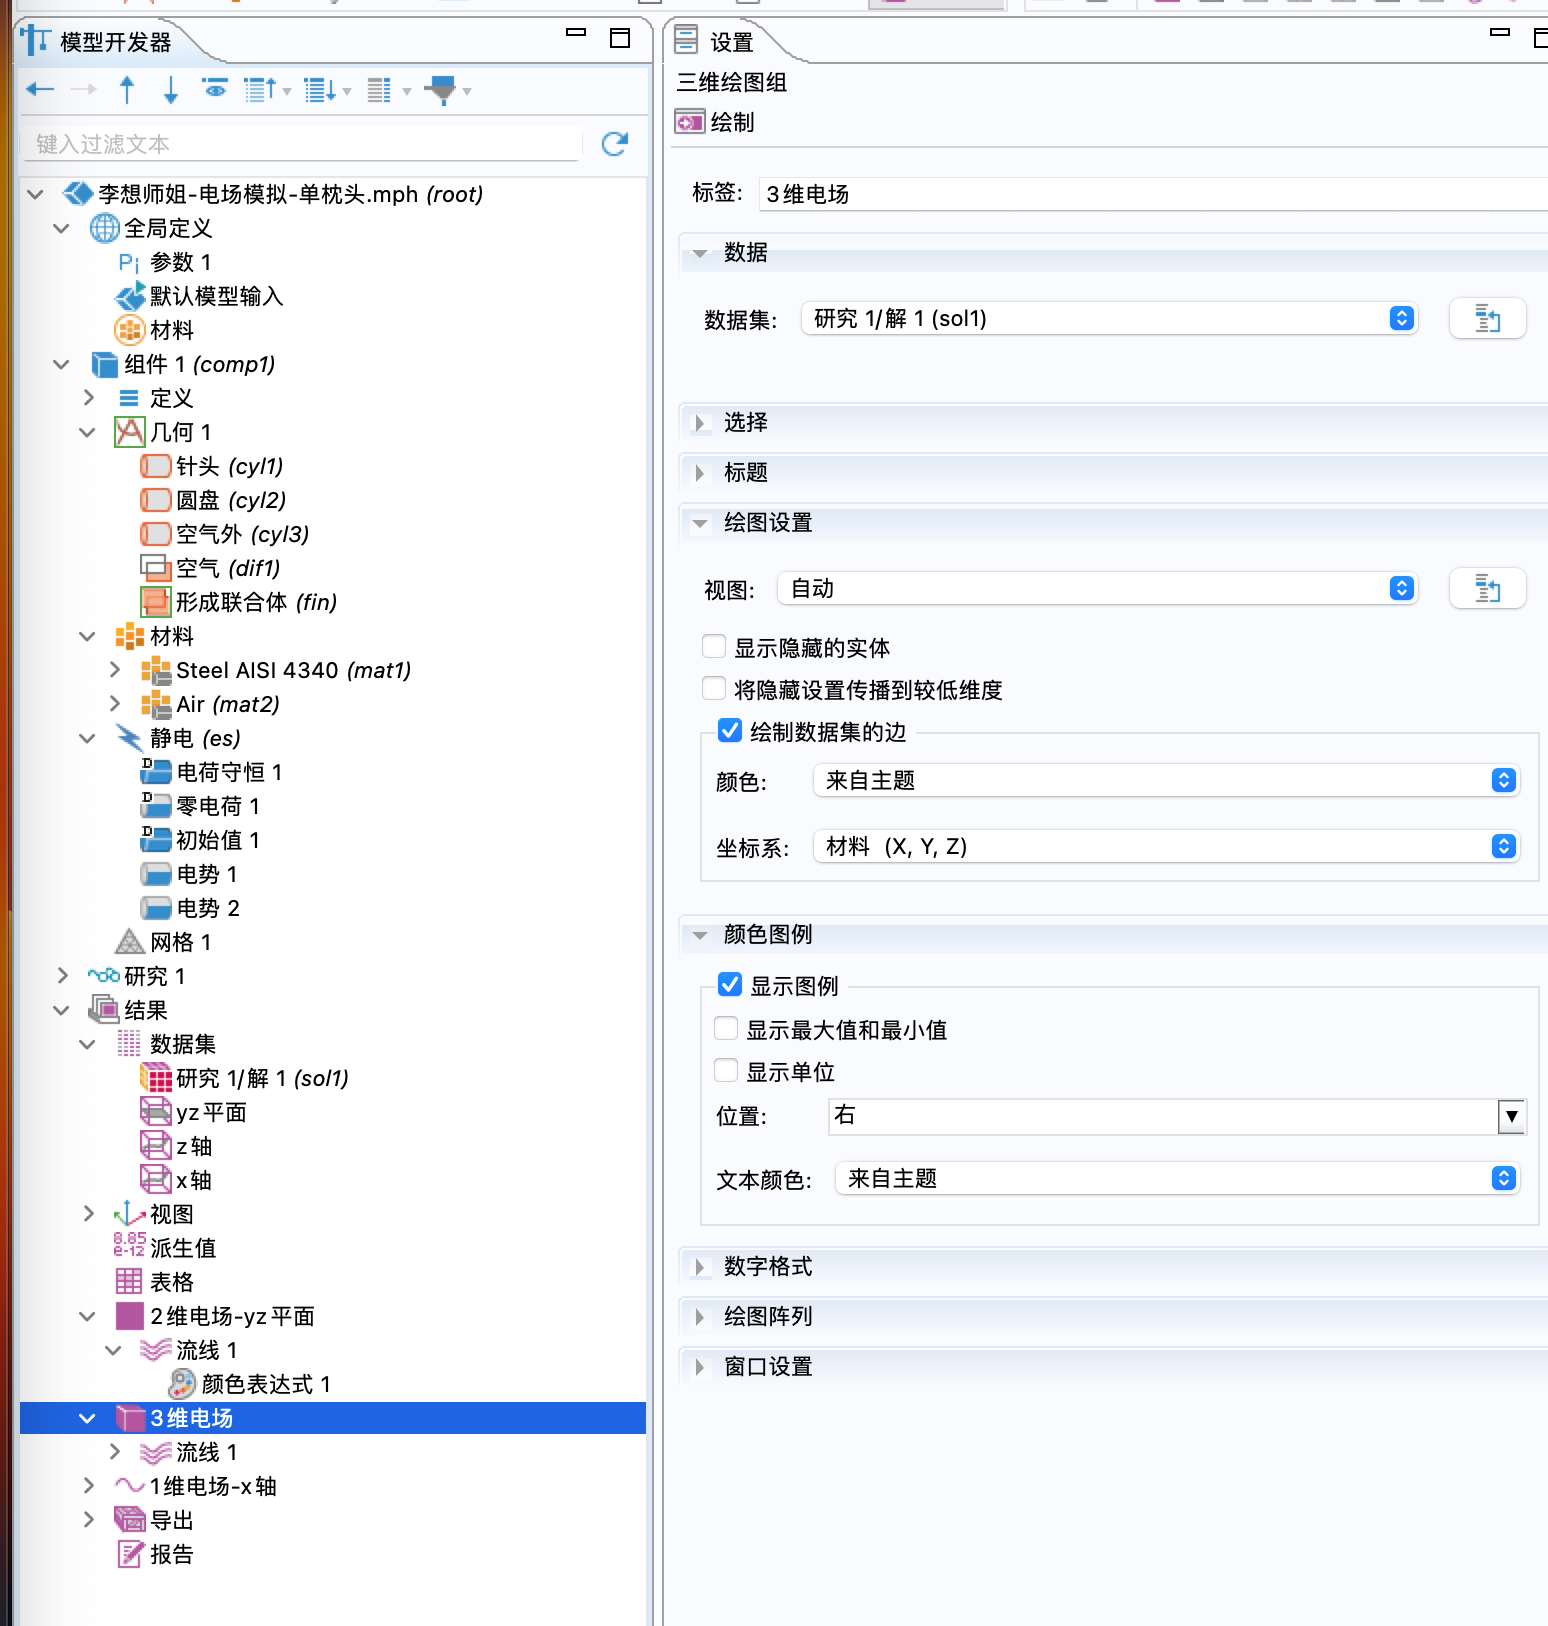 模型开发器
键入过滤文本
李想师姐-电场模拟-单枕头.mph (root)
全局定义
Pi 参数 1
默认模型输入
材料
组件 1 (comp1)
定义
几何 1
针头 (cyl1)
圆盘 (cyl2)
空气外 (cyl3)
空气 (dif1)
形成联合体 (fin)
材料
Steel AISI 4340 (mat1)
Air (mat2)
静电 (es)
D 电荷守恒 1
D 零电荷 1
D 初始值 1
电势 1
电势 2
网格 1
研究 1
结果
数据集
研究 1/解 1 (sol1)
yz平面
z轴
x轴
视图
8.85 e-12 派生值
表格
2维电场-yz平面
流线 1
颜色表达式 1
3维电场
流线 1
1维电场-x轴
导出
报告
设置
三维绘图组
绘制
标签: 3维电场
数据
数据集: 研究 1/解 1 (sol1)
选择
标题
绘图设置
视图: 自动
显示隐藏的实体
将隐藏设置传播到较低维度
绘制数据集的边
颜色: 来自主题
坐标系: 材料 (X, Y, Z)
颜色图例
显示图例
显示最大值和最小值
显示单位
位置: 右
文本颜色: 来自主题
数字格式
绘图阵列
窗口设置